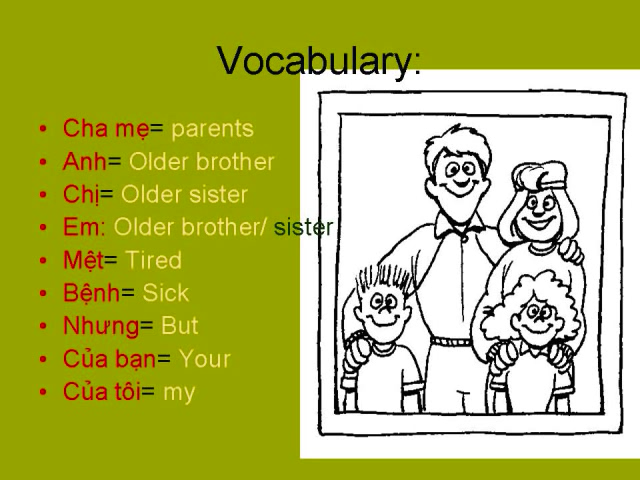 Vocabulary:
• Cha mẹ= parents
• Anh= Older brother
• Chị= Older sister
• Em: Older brother/ sister
• Mệt= Tired
• Bệnh= Sick
• Nhưng= But
• Của bạn= Your
• Của tôi= my